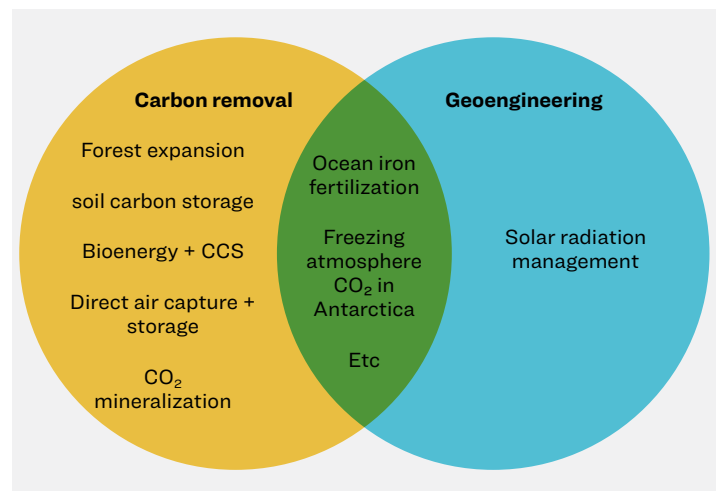 Carbon removal
Forest expansion
soil carbon storage
Bioenergy + CCS
Direct air capture +
storage
CO₂
mineralization
Ocean iron
fertilization
Freezing
atmosphere
CO₂ in
Antarctica
Etc
Geoengineering
Solar radiation
management